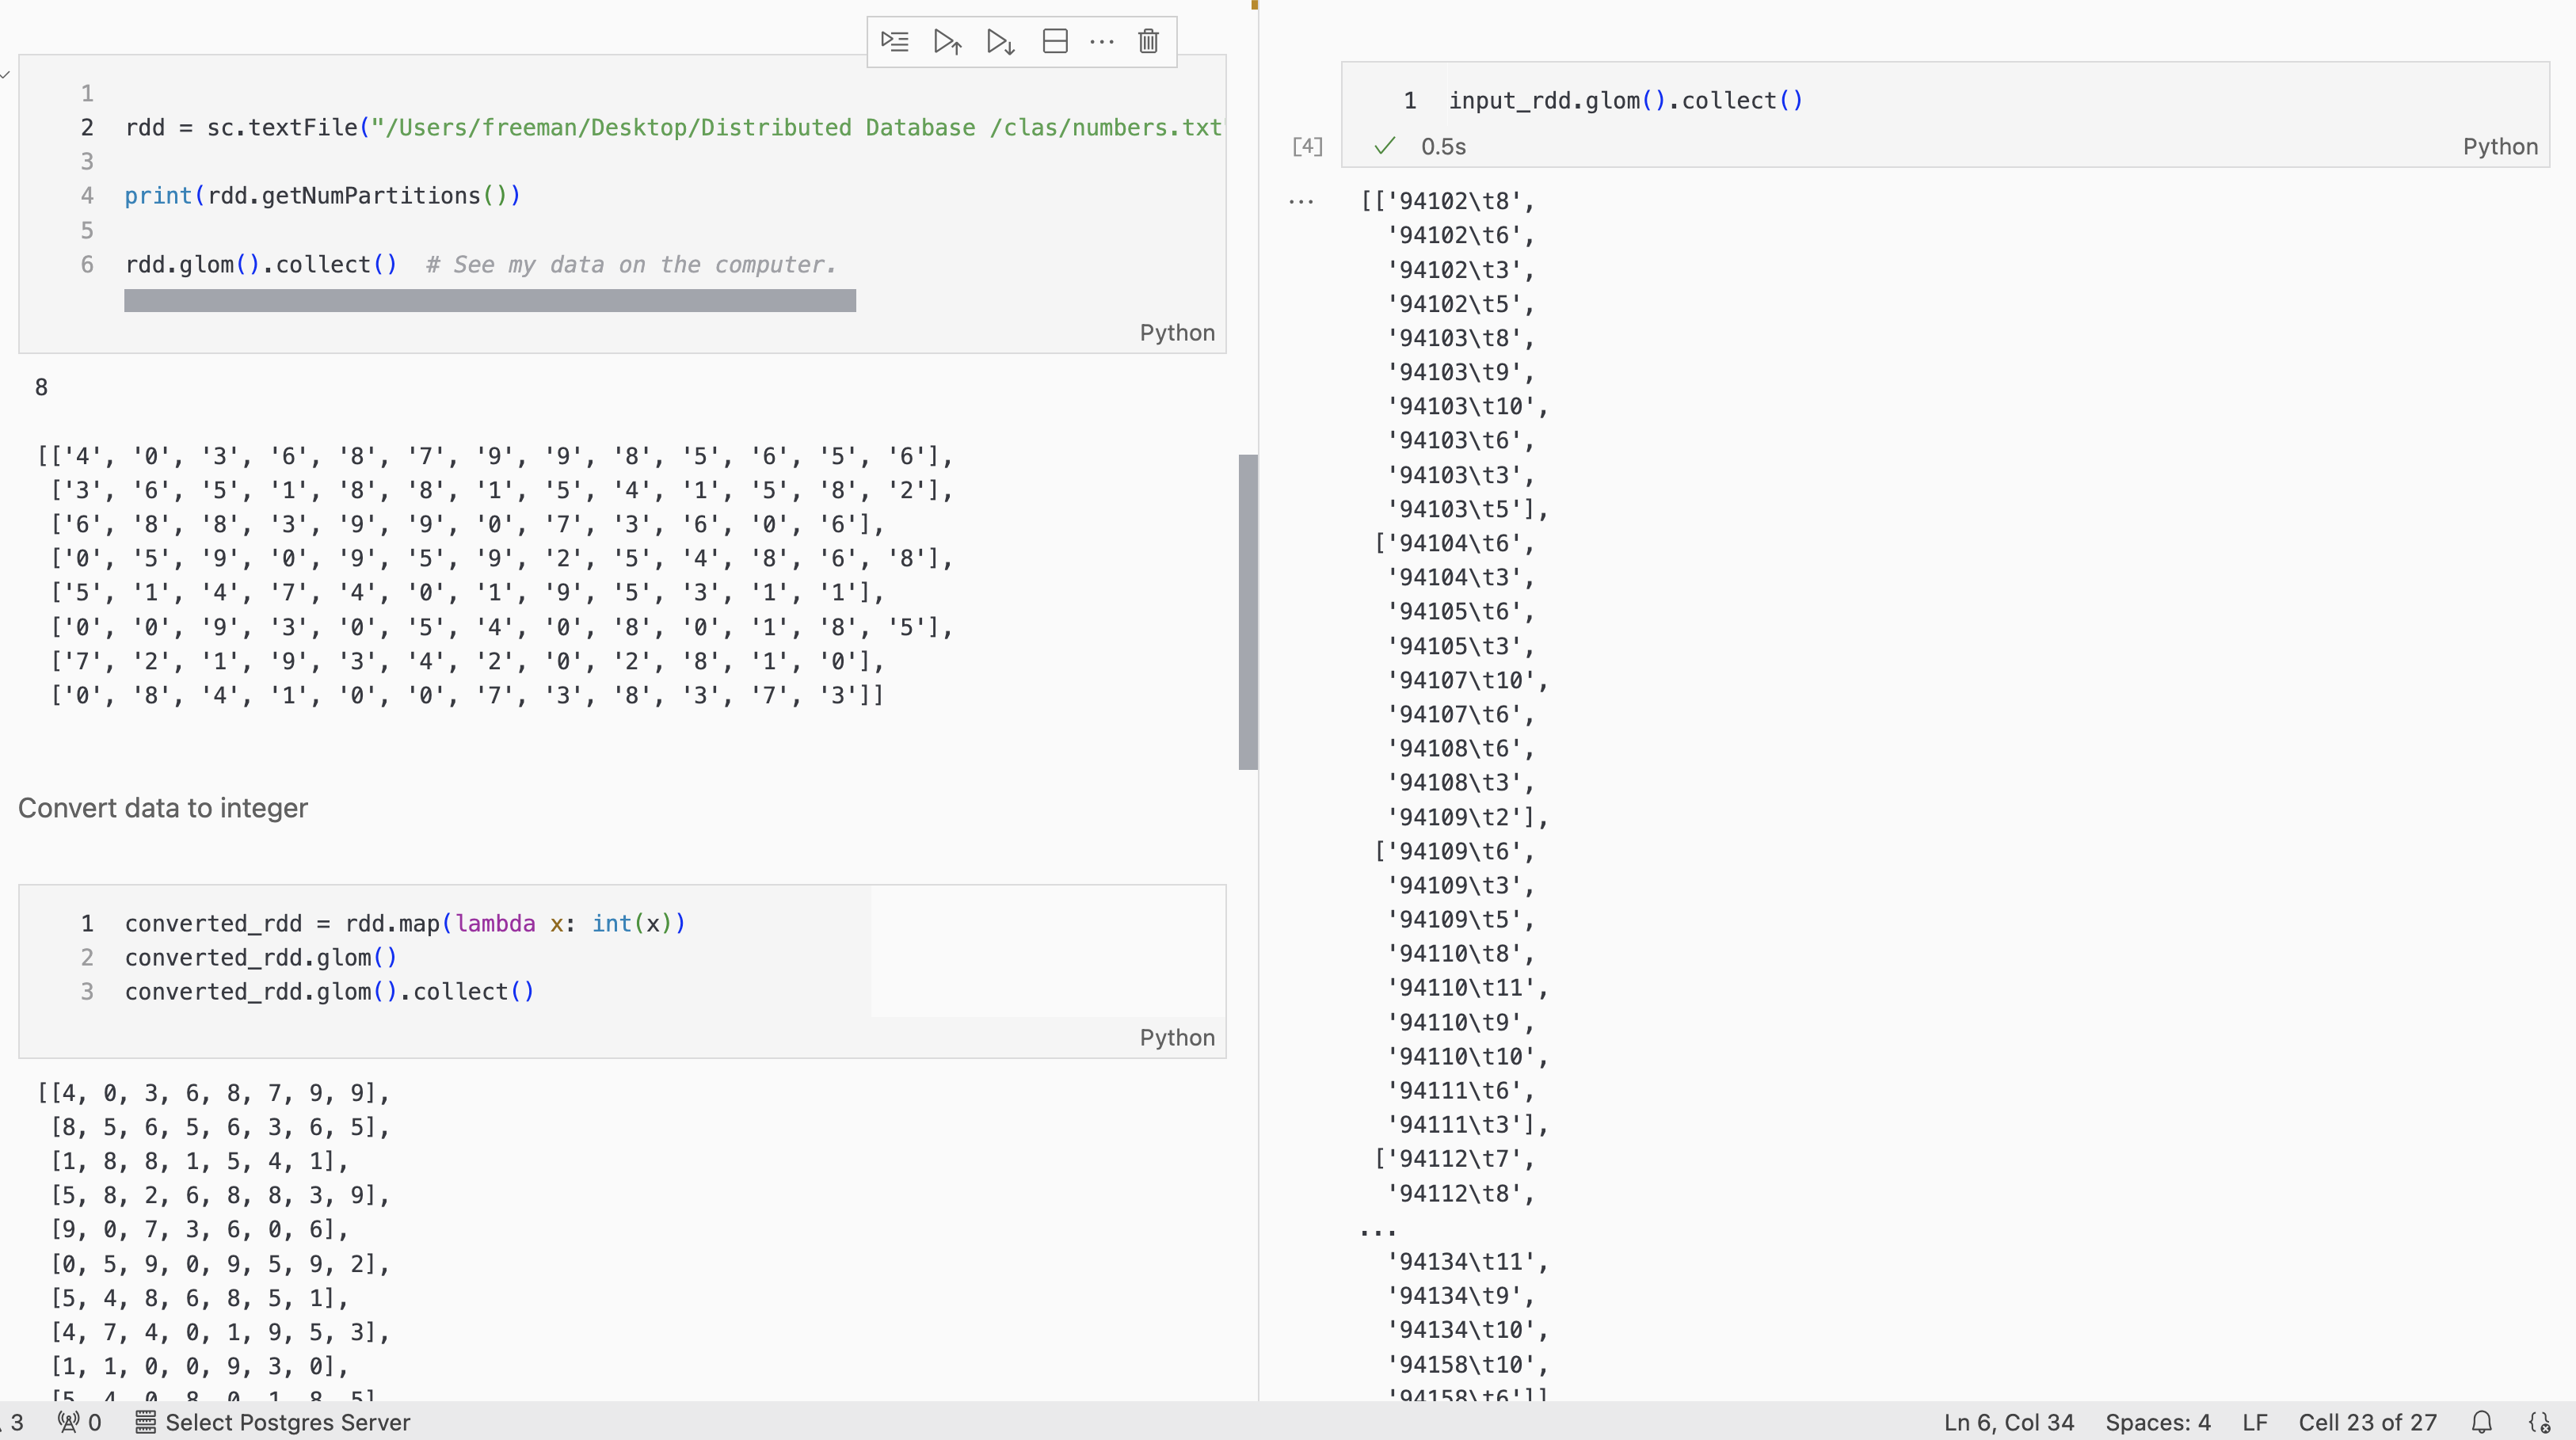 1
2 rdd = sc.textFile("/Users/freeman/Desktop/Distributed Database /clas/numbers.txt
3
4 print(rdd.getNumPartitions())
5
6 rdd.glom().collect()  # See my data on the computer.
Python
8
[['4', '0', '3', '6', '8', '7', '9', '9', '8', '5', '6', '5', '6'],
['3', '6', '5', '1', '8', '8', '1', '5', '4', '1', '5', '8', '2'],
['6', '8', '8', '3', '9', '9', '0', '7', '3', '6', '0', '6'],
['0', '5', '9', '0', '9', '5', '9', '2', '5', '4', '8', '6', '8'],
['5', '1', '4', '7', '4', '0', '1', '9', '5', '3', '1', '1'],
['0', '0', '9', '3', '0', '5', '4', '0', '8', '0', '1', '8', '5'],
['7', '2', '1', '9', '3', '4', '2', '0', '2', '8', '1', '0'],
['0', '8', '4', '1', '0', '0', '7', '3', '8', '3', '7', '3']]
Convert data to integer
1 converted_rdd = rdd.map(lambda x: int(x))
2 converted_rdd.glom()
3 converted_rdd.glom().collect()
Python
[[4, 0, 3, 6, 8, 7, 9, 9],
[8, 5, 6, 5, 6, 3, 6, 5],
[1, 8, 8, 1, 5, 4, 1],
[5, 8, 2, 6, 8, 8, 3, 9],
[9, 0, 7, 3, 6, 0, 6],
[0, 5, 9, 0, 9, 5, 9, 2],
[5, 4, 8, 6, 8, 5, 1],
[4, 7, 4, 0, 1, 9, 5, 3],
[1, 1, 0, 0, 9, 3, 0],
[5, 4, 0, 8, 0, 1, 8, 5]
1 input_rdd.glom().collect()
[4] 0.5s Python
... [['94102\t8',
'94102\t6',
'94102\t3',
'94102\t5',
'94103\t8',
'94103\t9',
'94103\t10',
'94103\t6',
'94103\t3',
'94103\t5'],
['94104\t6',
'94104\t3',
'94105\t6',
'94105\t3',
'94107\t10',
'94107\t6',
'94108\t6',
'94108\t3',
'94109\t2'],
['94109\t6',
'94109\t3',
'94109\t5',
'94110\t8',
'94110\t11',
'94110\t9',
'94110\t10',
'94111\t6',
'94111\t3'],
['94112\t7',
'94112\t8',
...
'94134\t11',
'94134\t9',
'94134\t10',
'94158\t10',
'94158\t6']]
3 0 Select Postgres Server Ln 6, Col 34 Spaces: 4 LF Cell 23 of 27